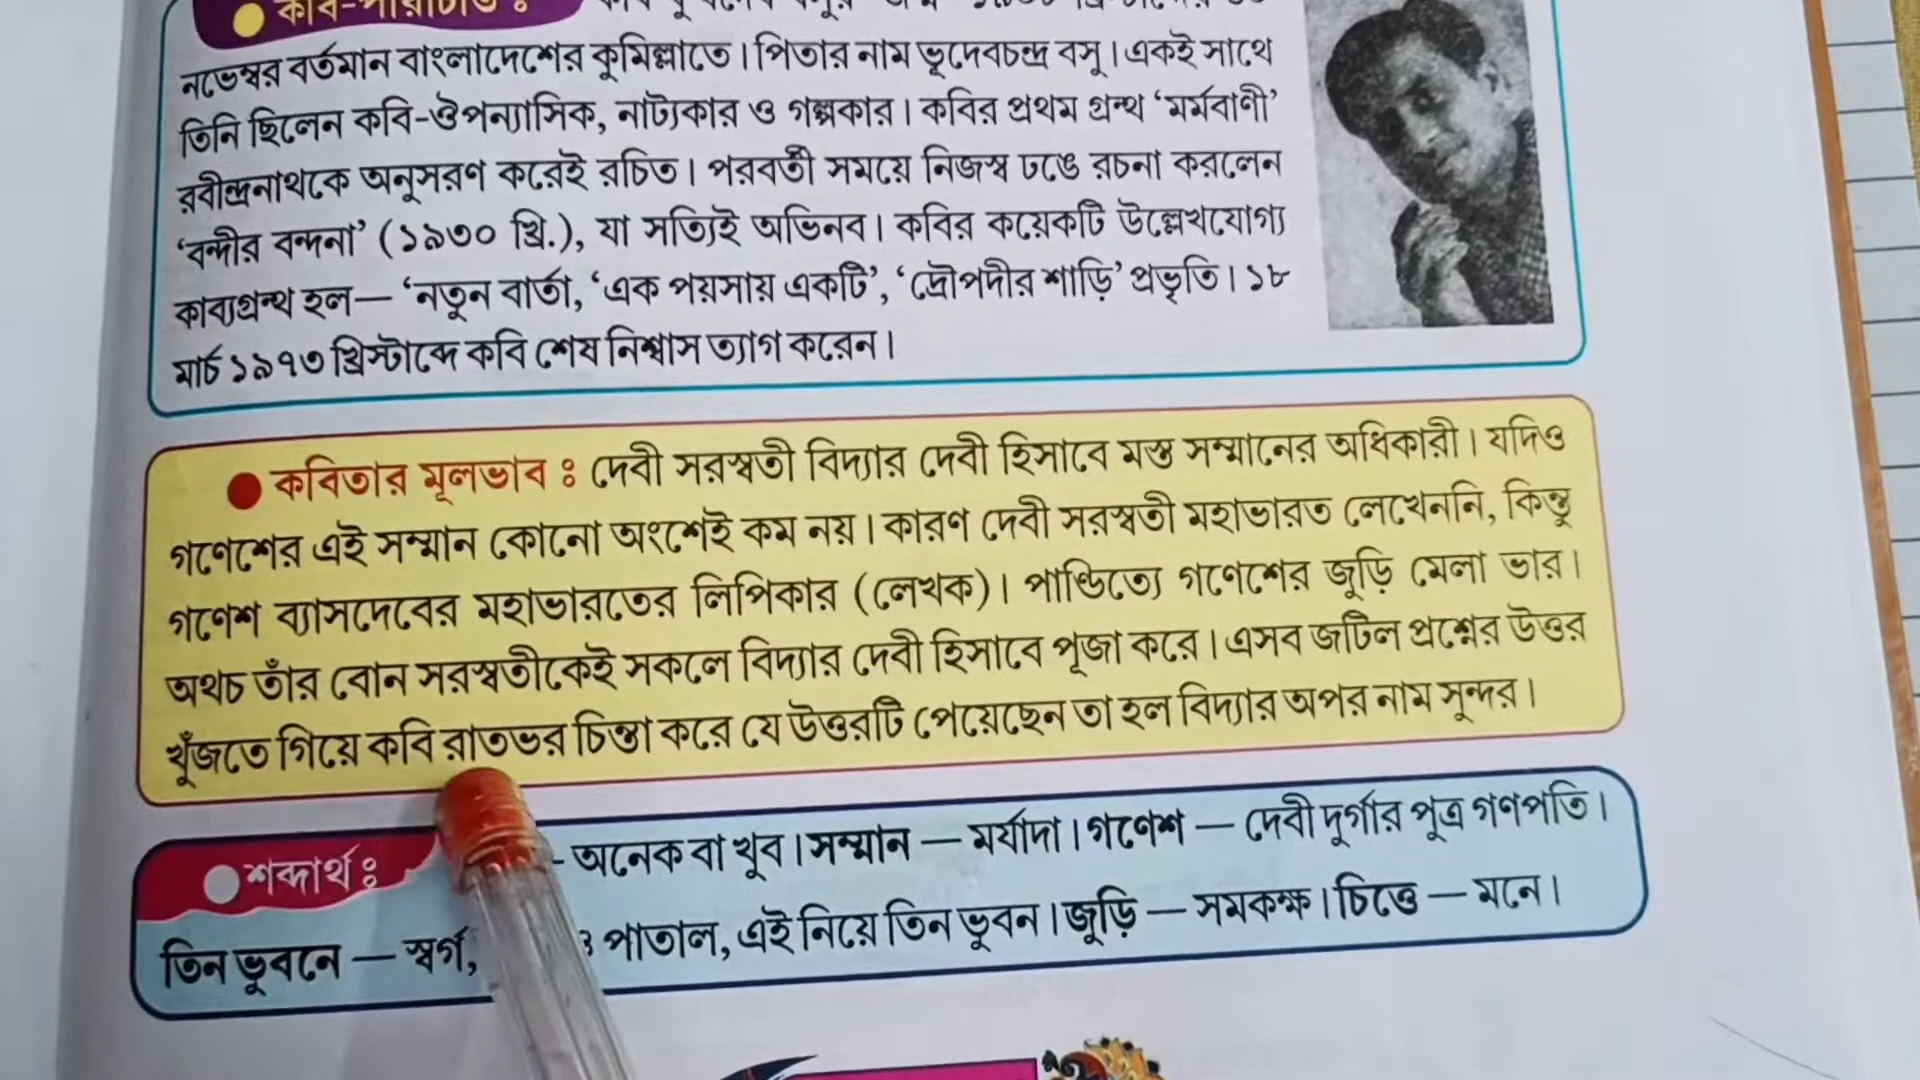 কবি-পরিচিতি :
নভেম্বর বর্তমান বাংলাদেশের কুমিল্লাতে। পিতার নাম ভূদেবচন্দ্র বসু। একই সাথে
তিনি ছিলেন কবি-ঔপন্যাসিক, নাট্যকার ও গল্পকার। কবির প্রথম গ্রন্থ ‘মর্মবাণী’
রবীন্দ্রনাথকে অনুসরণ করেই রচিত। পরবর্তী সময়ে নিজস্ব ঢঙে রচনা করলেন
‘বন্দীর বন্দনা’ (১৯৩০ খ্রি.), যা সত্যিই অভিনব। কবির কয়েকটি উল্লেখযোগ্য
কাব্যগ্রন্থ হল— ‘নতুন বার্তা, ‘এক পয়সায় একটি’, ‘দ্রৌপদীর শাড়ি’ প্রভৃতি। ১৮
মার্চ ১৯৭৩ খ্রিস্টাব্দে কবি শেষ নিশ্বাস ত্যাগ করেন।
● কবিতার মূলভাব : দেবী সরস্বতী বিদ্যার দেবী হিসাবে মস্ত সম্মানের অধিকারী। যদিও
গণেশের এই সম্মান কোনো অংশেই কম নয়। কারণ দেবী সরস্বতী মহাভারত লেখেননি, কিন্তু
গণেশ ব্যাসদেবের মহাভারতের লিপিকার (লেখক)। পাণ্ডিত্যে গণেশের জুড়ি মেলা ভার।
অথচ তাঁর বোন সরস্বতীকেই সকলে বিদ্যার দেবী হিসাবে পূজা করে। এসব জটিল প্রশ্নের উত্তর
খুঁজতে গিয়ে কবি রাতভর চিন্তা করে যে উত্তরটি পেয়েছেন তা হল বিদ্যার অপর নাম সুন্দর।
● শব্দার্থ : – অনেক বা খুব। সম্মান — মর্যাদা। গণেশ — দেবী দুর্গার পুত্র গণপতি।
তিন ভুবনে — স্বর্গ, পাতাল, এই নিয়ে তিন ভুবন। জুড়ি — সমকক্ষ। চিত্তে — মনে।